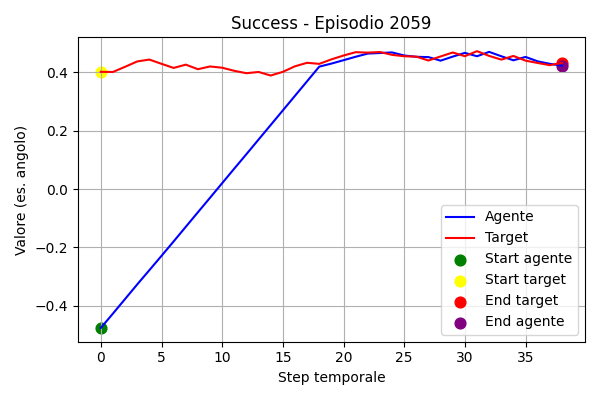 Success - Episodio 2059
Valore (es. angolo)
0.4
0.2
0.0
−0.2
−0.4
0 5 10 15 20 25 30 35
Step temporale
Agente
Target
Start agente
Start target
End target
End agente